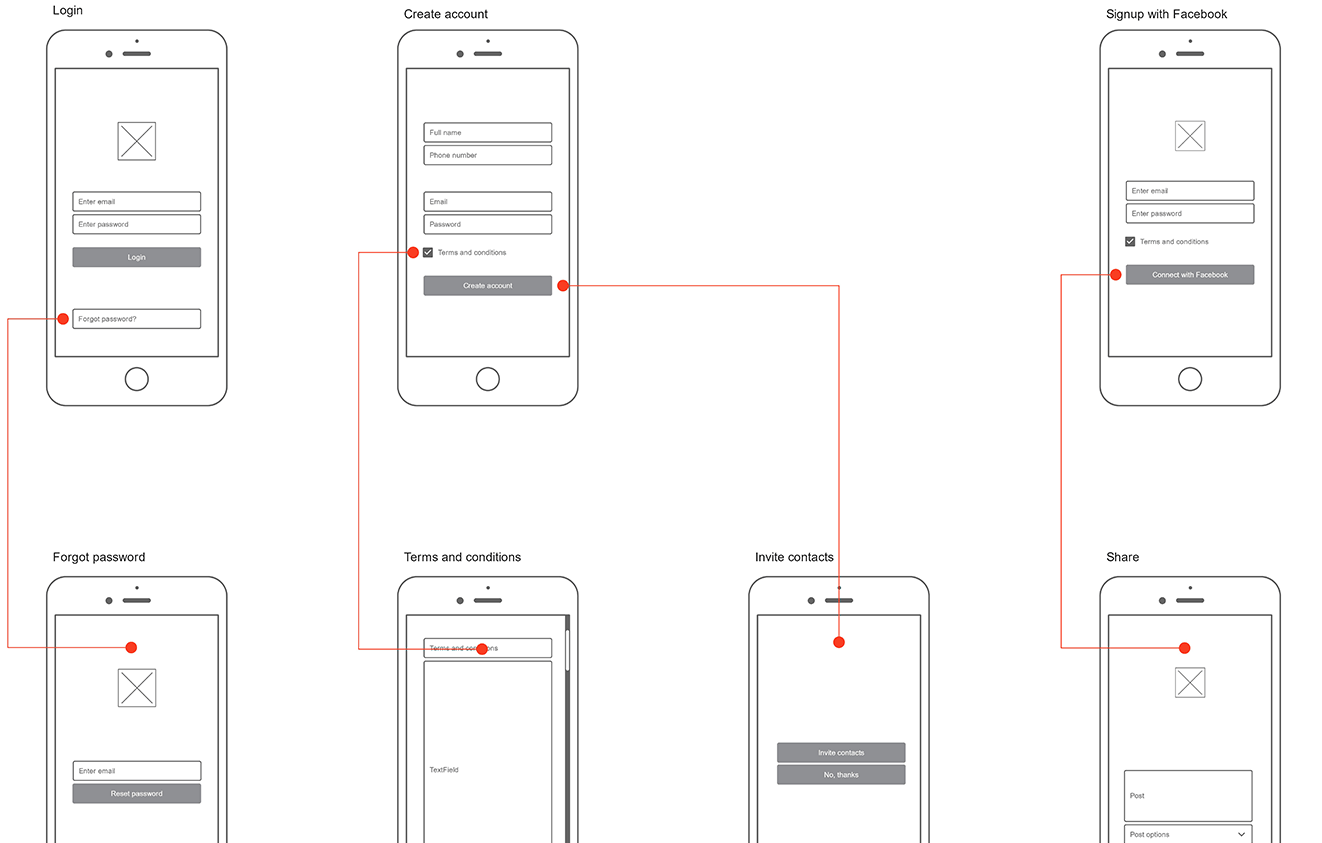 Login
Enter email
Enter password
Login
Forgot password?
Create account
Full name
Phone number
Email
Password
Terms and conditions
Create account
Signup with Facebook
Enter email
Enter password
Terms and conditions
Connect with Facebook
Forgot password
Enter email
Reset password
Terms and conditions
Terms and conditions
TextField
Invite contacts
Invite contacts
No, thanks
Share
Post
Post options